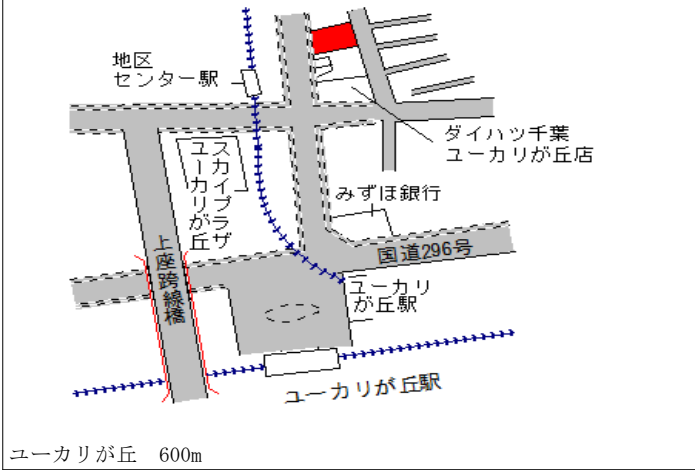 地区
センター駅
ダイハツ千葉
ユーカリが丘店
スカイプラザ
ユーカリが丘
みずほ銀行
国道296号
上座跨線橋
ユーカリ
が丘駅
ユーカリが丘駅
ユーカリが丘　600m